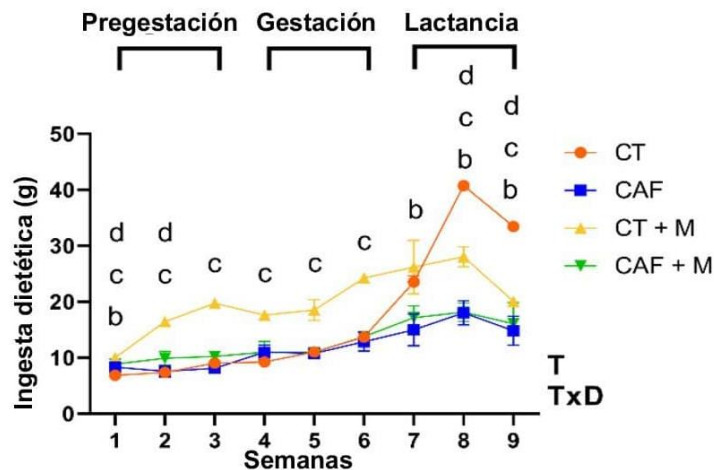 Pregestación Gestación Lactancia
d
c d
50 d c
b b
40
CT
b
CAF
30
d d c CT + M
c c c c c CAF + M
20 b
10
T
0 TxD
1 2 3 4 5 6 7 8 9
Semanas
Ingesta dietética (g)